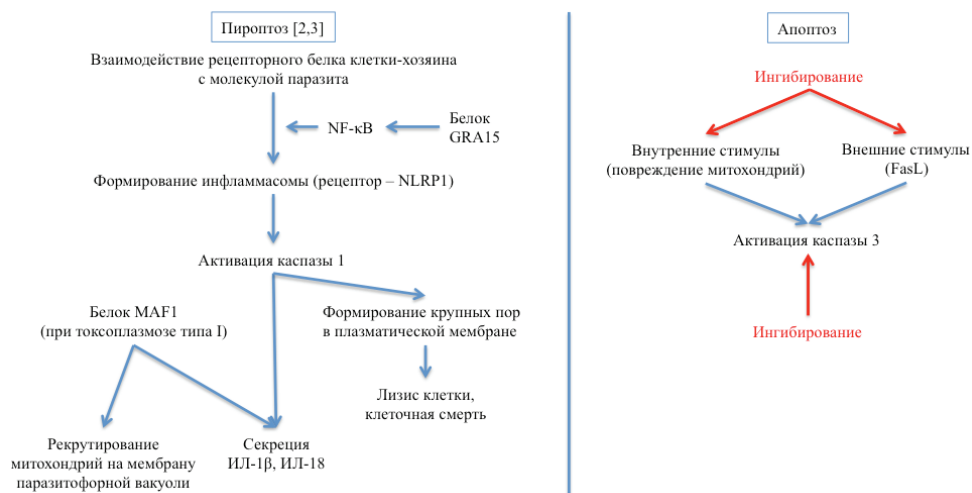 Пироптоз [2,3]
Взаимодействие рецепторного белка клетки-хозяина
с молекулой паразита
NF-κB
Белок
GRA15
Формирование инфламмасомы (рецептор – NLRP1)
Активация каспазы 1
Белок MAF1
(при токсоплазмозе типа I)
Формирование крупных пор
в плазматической мембране
Лизис клетки,
клеточная смерть
Рекрутирование
митохондрий на мембрану
паразитофорной вакуоли
Секреция
ИЛ-1β, ИЛ-18
Апоптоз
Ингибирование
Внутренние стимулы
(повреждение митохондрий)
Внешние стимулы
(FasL)
Активация каспазы 3
Ингибирование